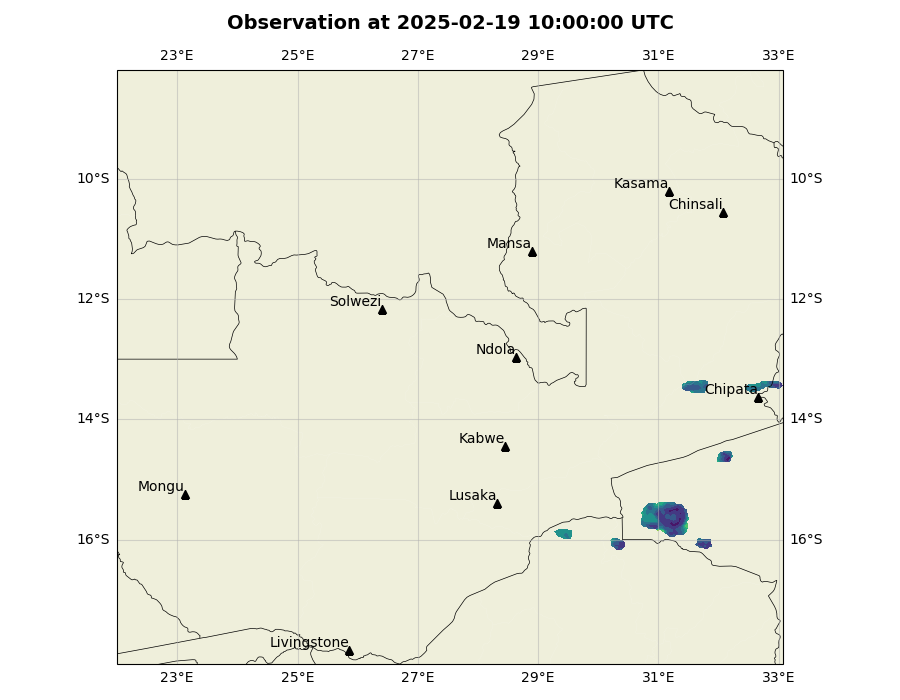 Observation at 2025-02-19 10:00:00 UTC
23°E 25°E 27°E 29°E 31°E 33°E
10°S 10°S
Kasama
Chinsali
Mansa
12°S 12°S
Solwezi
Ndola
Chipata
14°S 14°S
Kabwe
Mongu
Lusaka
16°S 16°S
Livingstone
23°E 25°E 27°E 29°E 31°E 33°E